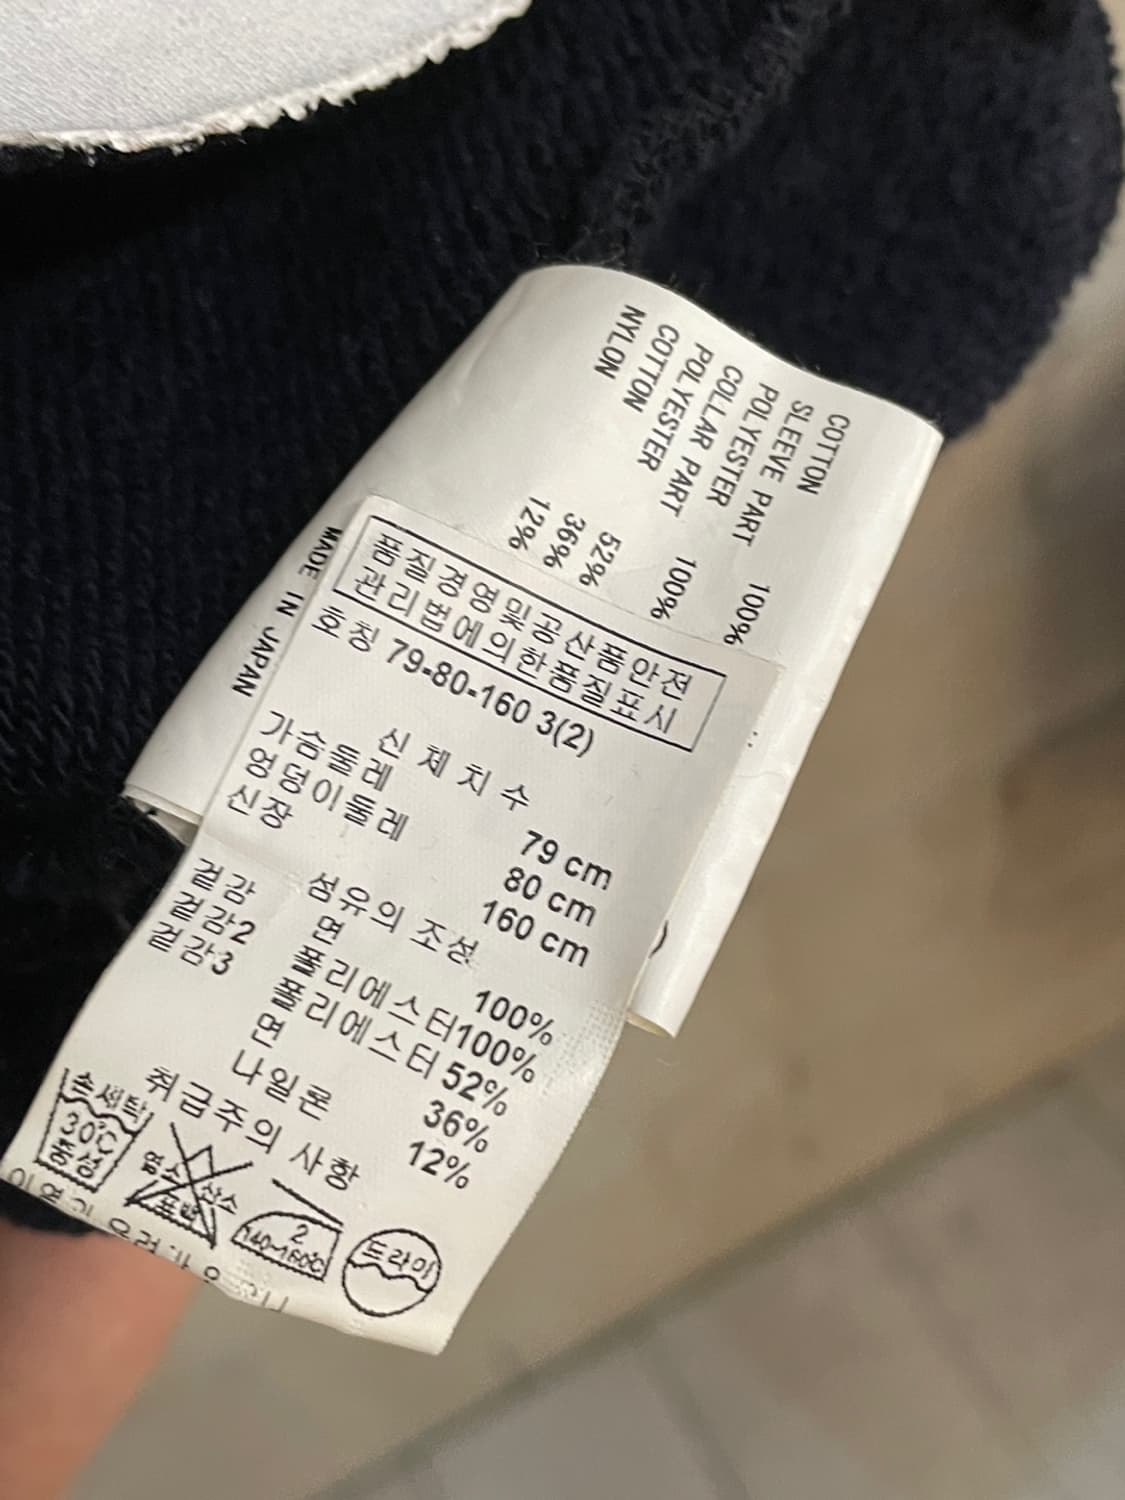 COTTON 100%
SLEEVE PART
POLYESTER 100%
COLLAR PART
POLYESTER 52%
COTTON 36%
NYLON 12%
MADE IN JAPAN
품질경영및공산품안전
관리법에의한품질표시
호칭 79-80-160 3(2)
신체치수
가슴둘레 79 cm
엉덩이둘레 80 cm
신장 160 cm
섬유의 조성
겉감 면 100%
겉감2 폴리에스터100%
겉감3 폴리에스터 52%
면 36%
나일론 12%
취급주의 사항
손세탁
30℃
중성
염소 산소
표백
2
140~160℃
드라이